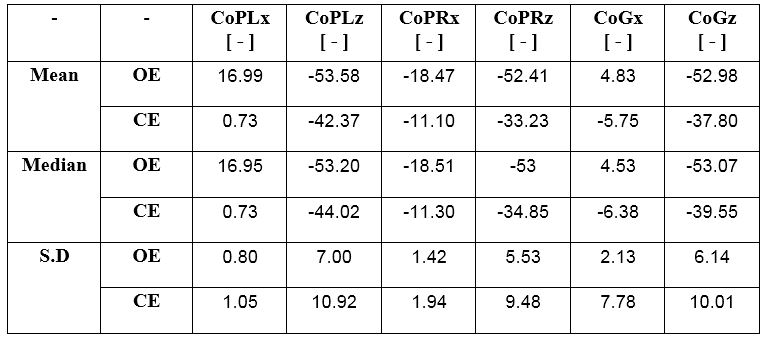 - - CoPLx CoPLz CoPRx CoPRz CoGx CoGz
[ - ] [ - ] [ - ] [ - ] [ - ] [ - ]
Mean OE 16.99 -53.58 -18.47 -52.41 4.83 -52.98
CE 0.73 -42.37 -11.10 -33.23 -5.75 -37.80
Median OE 16.95 -53.20 -18.51 -53 4.53 -53.07
CE 0.73 -44.02 -11.30 -34.85 -6.38 -39.55
S.D OE 0.80 7.00 1.42 5.53 2.13 6.14
CE 1.05 10.92 1.94 9.48 7.78 10.01